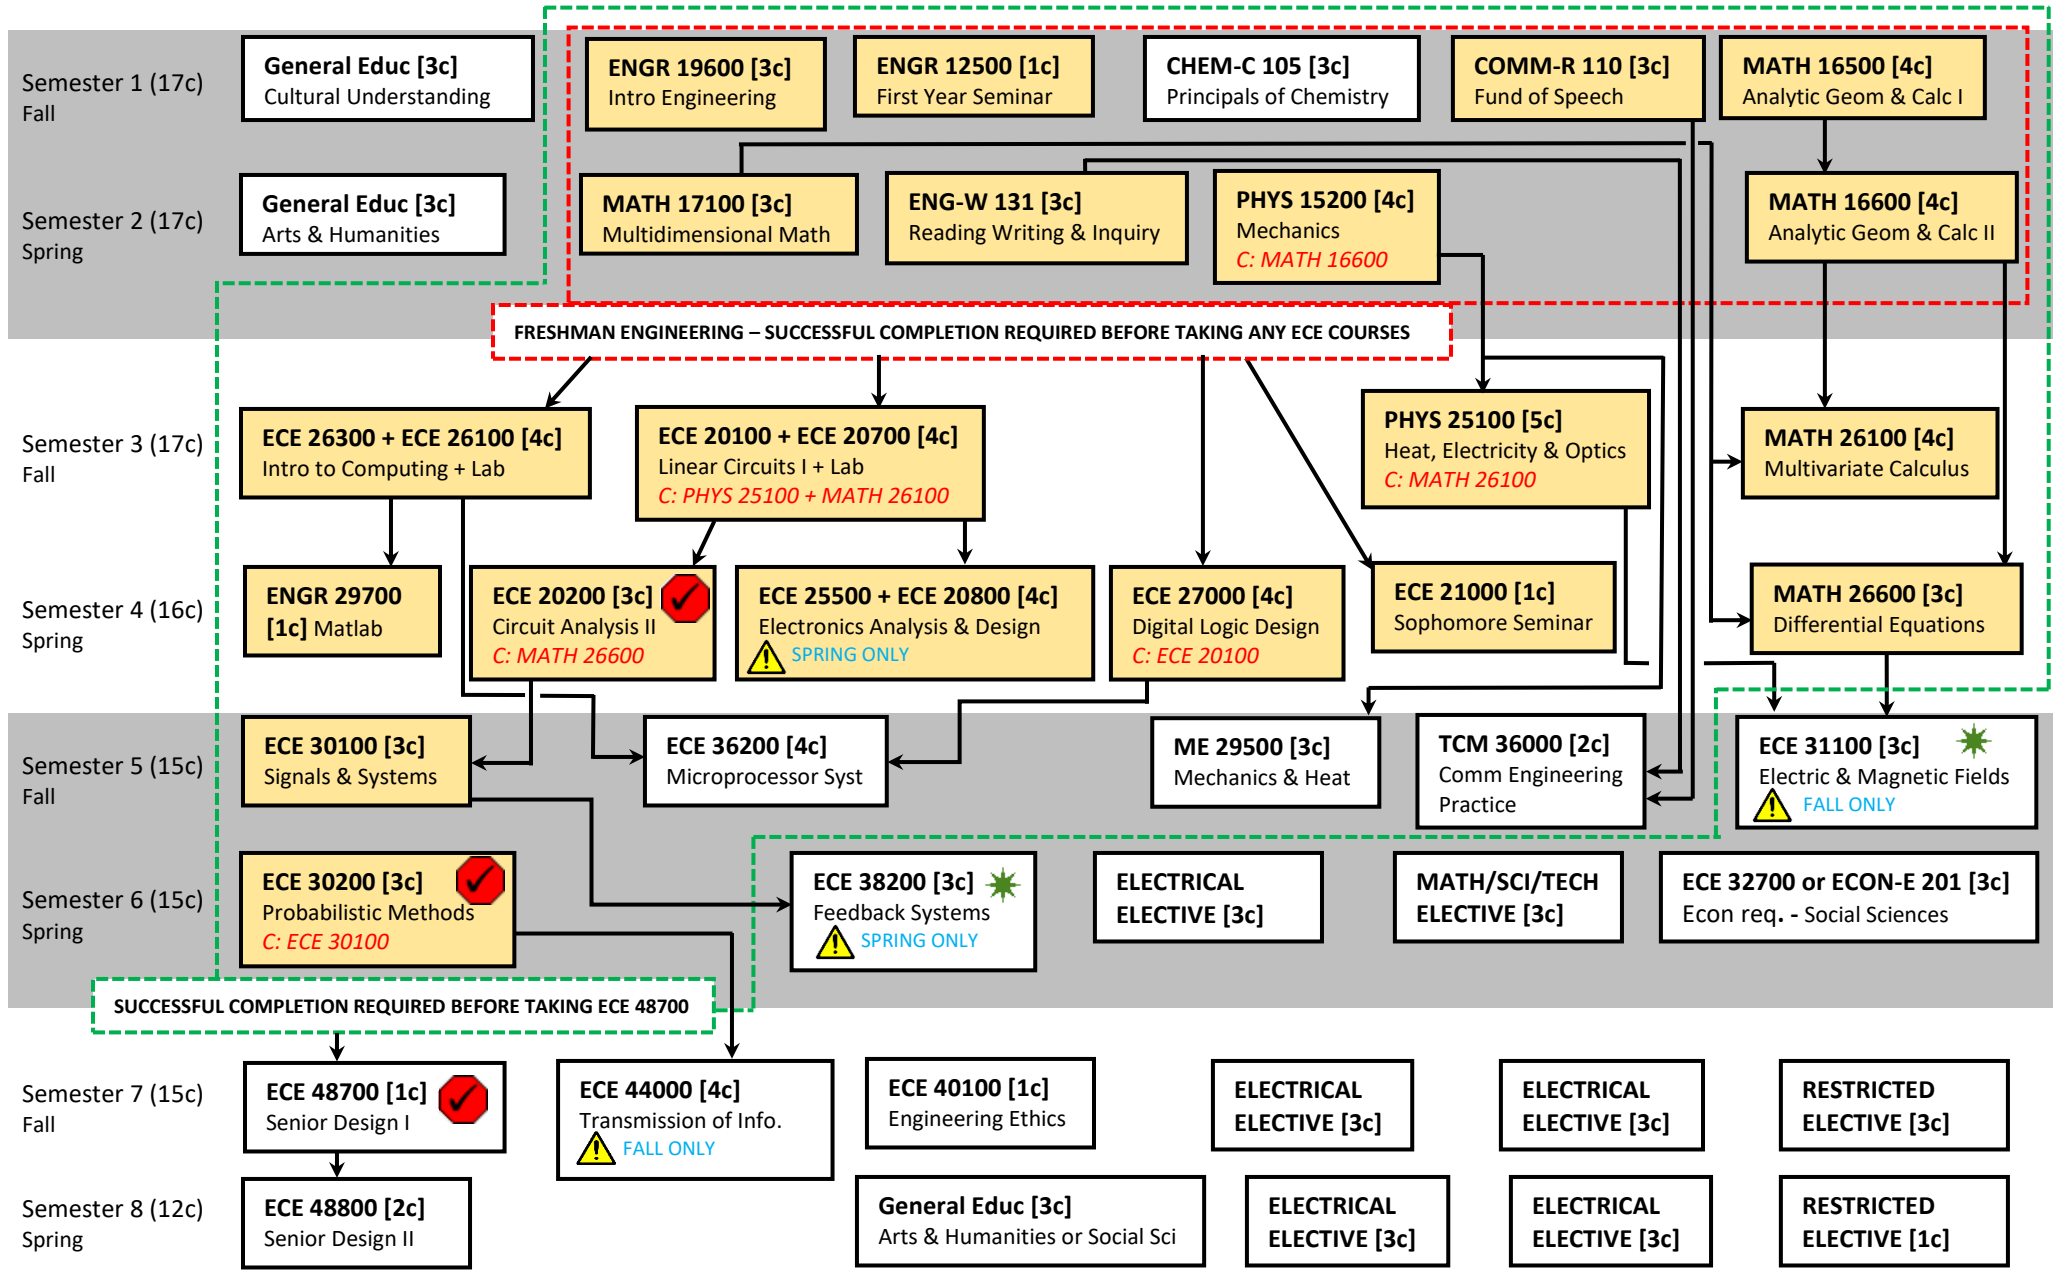 Semester 1 (17c)
Fall
General Educ [3c]
Cultural Understanding
ENGR 19600 [3c]
Intro Engineering
ENGR 12500 [1c]
First Year Seminar
CHEM-C 105 [3c]
Principals of Chemistry
COMM-R 110 [3c]
Fund of Speech
MATH 16500 [4c]
Analytic Geom & Calc I
Semester 2 (17c)
Spring
General Educ [3c]
Arts & Humanities
MATH 17100 [3c]
Multidimensional Math
ENG-W 131 [3c]
Reading Writing & Inquiry
PHYS 15200 [4c]
Mechanics
C: MATH 16600
MATH 16600 [4c]
Analytic Geom & Calc II
FRESHMAN ENGINEERING – SUCCESSFUL COMPLETION REQUIRED BEFORE TAKING ANY ECE COURSES
Semester 3 (17c)
Fall
ECE 26300 + ECE 26100 [4c]
Intro to Computing + Lab
ECE 20100 + ECE 20700 [4c]
Linear Circuits I + Lab
C: PHYS 25100 + MATH 26100
PHYS 25100 [5c]
Heat, Electricity & Optics
C: MATH 26100
MATH 26100 [4c]
Multivariate Calculus
Semester 4 (16c)
Spring
ENGR 29700
[1c] Matlab
ECE 20200 [3c]
Circuit Analysis II
C: MATH 26600
ECE 25500 + ECE 20800 [4c]
Electronics Analysis & Design
SPRING ONLY
ECE 27000 [4c]
Digital Logic Design
C: ECE 20100
ECE 21000 [1c]
Sophomore Seminar
MATH 26600 [3c]
Differential Equations
Semester 5 (15c)
Fall
ECE 30100 [3c]
Signals & Systems
ECE 36200 [4c]
Microprocessor Syst
ME 29500 [3c]
Mechanics & Heat
TCM 36000 [2c]
Comm Engineering
Practice
ECE 31100 [3c]
Electric & Magnetic Fields
FALL ONLY
Semester 6 (15c)
Spring
ECE 30200 [3c]
Probabilistic Methods
C: ECE 30100
ECE 38200 [3c]
Feedback Systems
SPRING ONLY
ELECTRICAL
ELECTIVE [3c]
MATH/SCI/TECH
ELECTIVE [3c]
ECE 32700 or ECON-E 201 [3c]
Econ req. - Social Sciences
SUCCESSFUL COMPLETION REQUIRED BEFORE TAKING ECE 48700
Semester 7 (15c)
Fall
ECE 48700 [1c]
Senior Design I
ECE 44000 [4c]
Transmission of Info.
FALL ONLY
ECE 40100 [1c]
Engineering Ethics
ELECTRICAL
ELECTIVE [3c]
ELECTRICAL
ELECTIVE [3c]
RESTRICTED
ELECTIVE [3c]
Semester 8 (12c)
Spring
ECE 48800 [2c]
Senior Design II
General Educ [3c]
Arts & Humanities or Social Sci
ELECTRICAL
ELECTIVE [3c]
ELECTRICAL
ELECTIVE [3c]
RESTRICTED
ELECTIVE [1c]